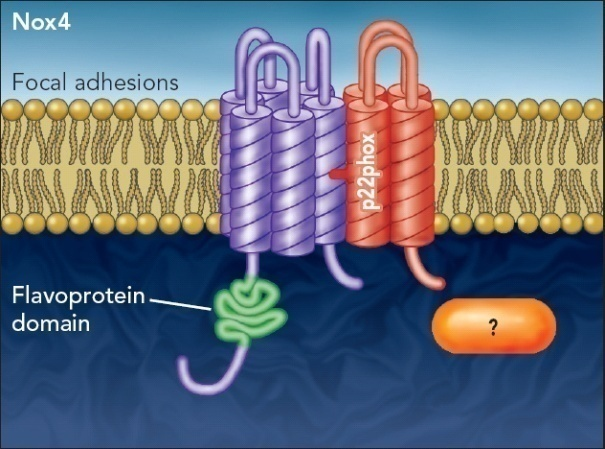 Nox4
Focal adhesions
p22phox
Flavoprotein
domain
?